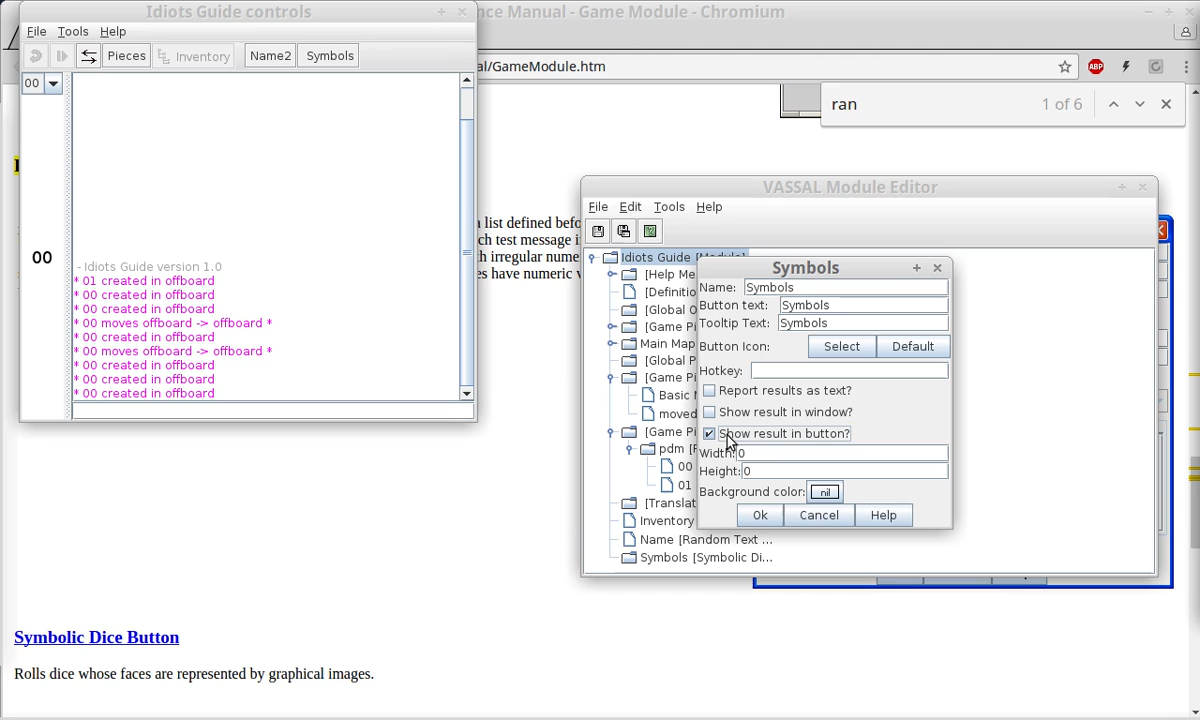 Idiots Guide controls
File Tools Help
Pieces Inventory Name2 Symbols
00
00
- Idiots Guide version 1.0
* 01 created in offboard
* 00 created in offboard
* 00 created in offboard
* 00 moves offboard -> offboard *
* 00 created in offboard
* 00 moves offboard -> offboard *
* 00 created in offboard
* 00 created in offboard
* 00 created in offboard
nce Manual - Game Module - Chromium
al/GameModule.htm
ABP
ran 1 of 6
a list defined befo
ch test message i
h irregular nume
es have numeric v
VASSAL Module Editor
File Edit Tools Help
Idiots Guide [Module]
[Help Me
[Definitio
[Global O
[Game Pi
Main Map
[Global P
[Game Pi
Basic
moved
[Game Pi
pdm [
00
01
[Translat
Inventory
Name [Random Text ...
Symbols [Symbolic Di...
Symbols
Name: Symbols
Button text: Symbols
Tooltip Text: Symbols
Button Icon: Select Default
Hotkey:
Report results as text?
Show result in window?
Show result in button?
Width: 0
Height: 0
Background color: nil
Ok Cancel Help
Symbolic Dice Button
Rolls dice whose faces are represented by graphical images.